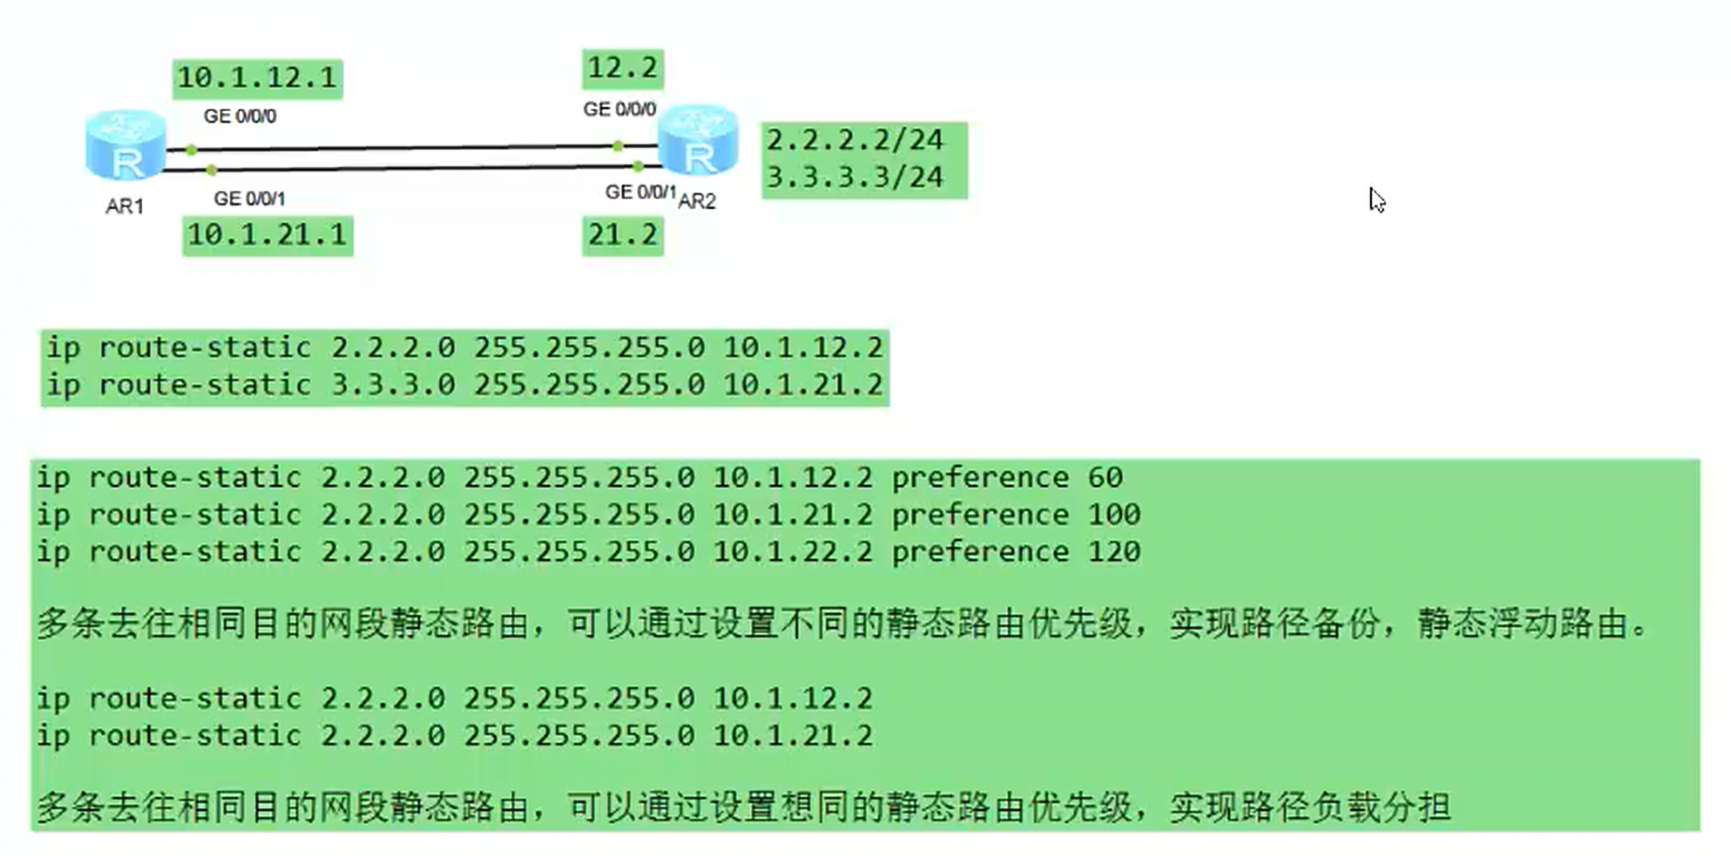 10.1.12.1
12.2
GE 0/0/0
GE 0/0/0
R
R
2.2.2.2/24
3.3.3.3/24
GE 0/0/1
GE 0/0/1
AR1
AR2
10.1.21.1
21.2
ip route-static 2.2.2.0 255.255.255.0 10.1.12.2
ip route-static 3.3.3.0 255.255.255.0 10.1.21.2
ip route-static 2.2.2.0 255.255.255.0 10.1.12.2 preference 60
ip route-static 2.2.2.0 255.255.255.0 10.1.21.2 preference 100
ip route-static 2.2.2.0 255.255.255.0 10.1.22.2 preference 120
多条去往相同目的网段静态路由，可以通过设置不同的静态路由优先级，实现路径备份，静态浮动路由。
ip route-static 2.2.2.0 255.255.255.0 10.1.12.2
ip route-static 2.2.2.0 255.255.255.0 10.1.21.2
多条去往相同目的网段静态路由，可以通过设置想同的静态路由优先级，实现路径负载分担